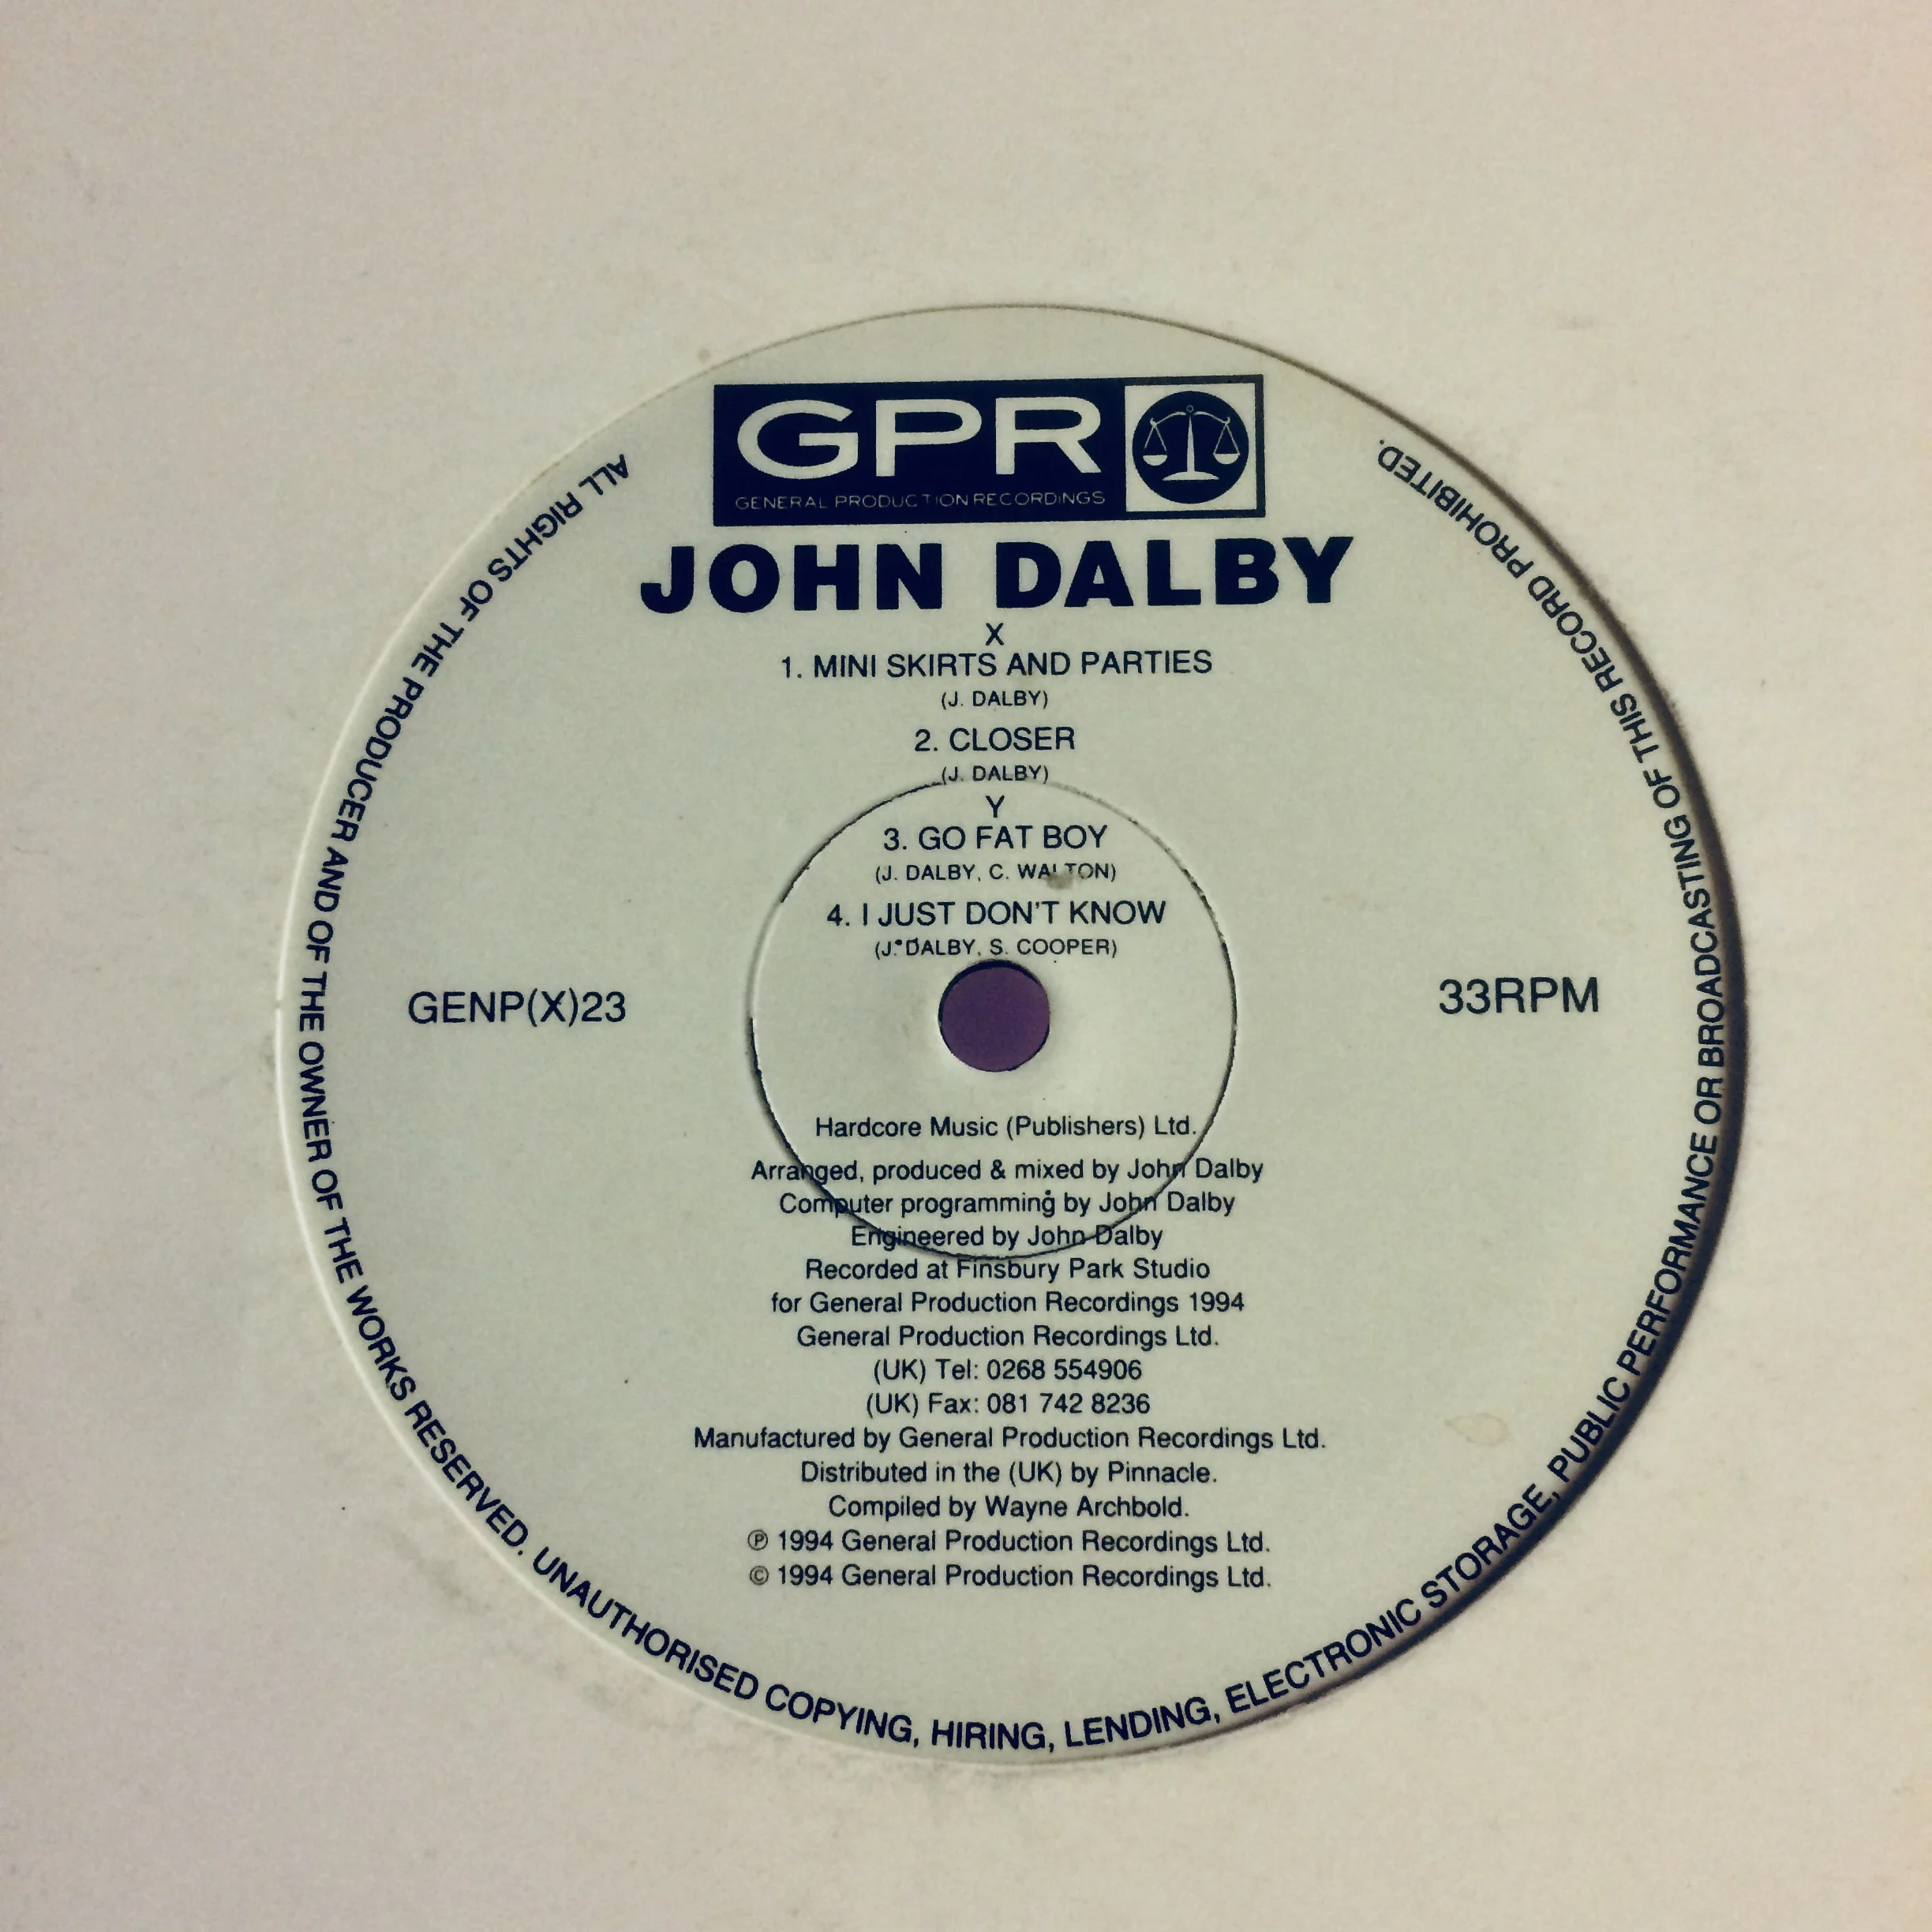 GPR
GENERAL PRODUCTION RECORDINGS
JOHN DALBY
X
1. MINI SKIRTS AND PARTIES
(J. DALBY)
2. CLOSER
(J. DALBY)
Y
3. GO FAT BOY
(J. DALBY, C. WALTON)
4. I JUST DON'T KNOW
(J. DALBY, S. COOPER)
GENP(X)23
33RPM
Hardcore Music (Publishers) Ltd.
Arranged, produced & mixed by John Dalby
Computer programming by John Dalby
Engineered by John Dalby
Recorded at Finsbury Park Studio
for General Production Recordings 1994
General Production Recordings Ltd.
(UK) Tel: 0268 554906
(UK) Fax: 081 742 8236
Manufactured by General Production Recordings Ltd.
Distributed in the (UK) by Pinnacle.
Compiled by Wayne Archbold.
℗ 1994 General Production Recordings Ltd.
© 1994 General Production Recordings Ltd.
ALL RIGHTS OF THE PRODUCER AND OF THE OWNER OF THE WORKS RESERVED. UNAUTHORISED COPYING, HIRING, LENDING, ELECTRONIC STORAGE, PUBLIC PERFORMANCE OR BROADCASTING OF THIS RECORD PROHIBITED.